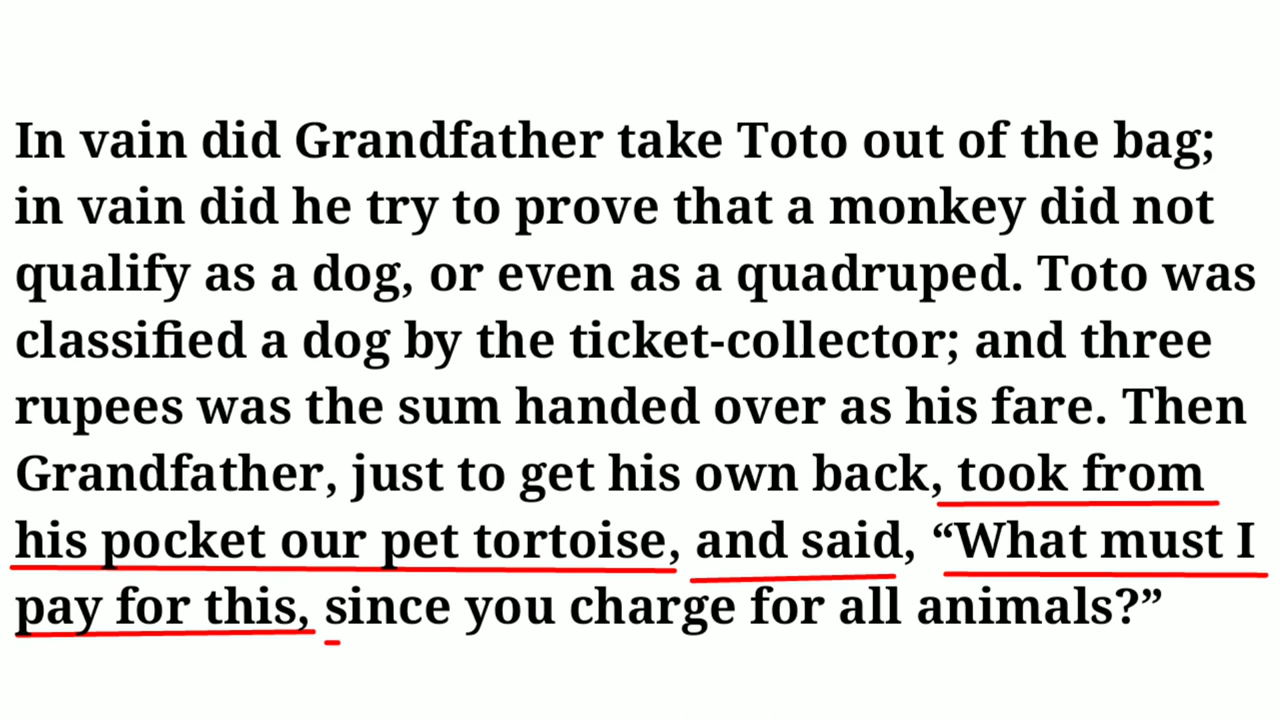 In vain did Grandfather take Toto out of the bag;
in vain did he try to prove that a monkey did not
qualify as a dog, or even as a quadruped. Toto was
classified a dog by the ticket-collector; and three
rupees was the sum handed over as his fare. Then
Grandfather, just to get his own back, took from
his pocket our pet tortoise, and said, “What must I
pay for this, since you charge for all animals?”